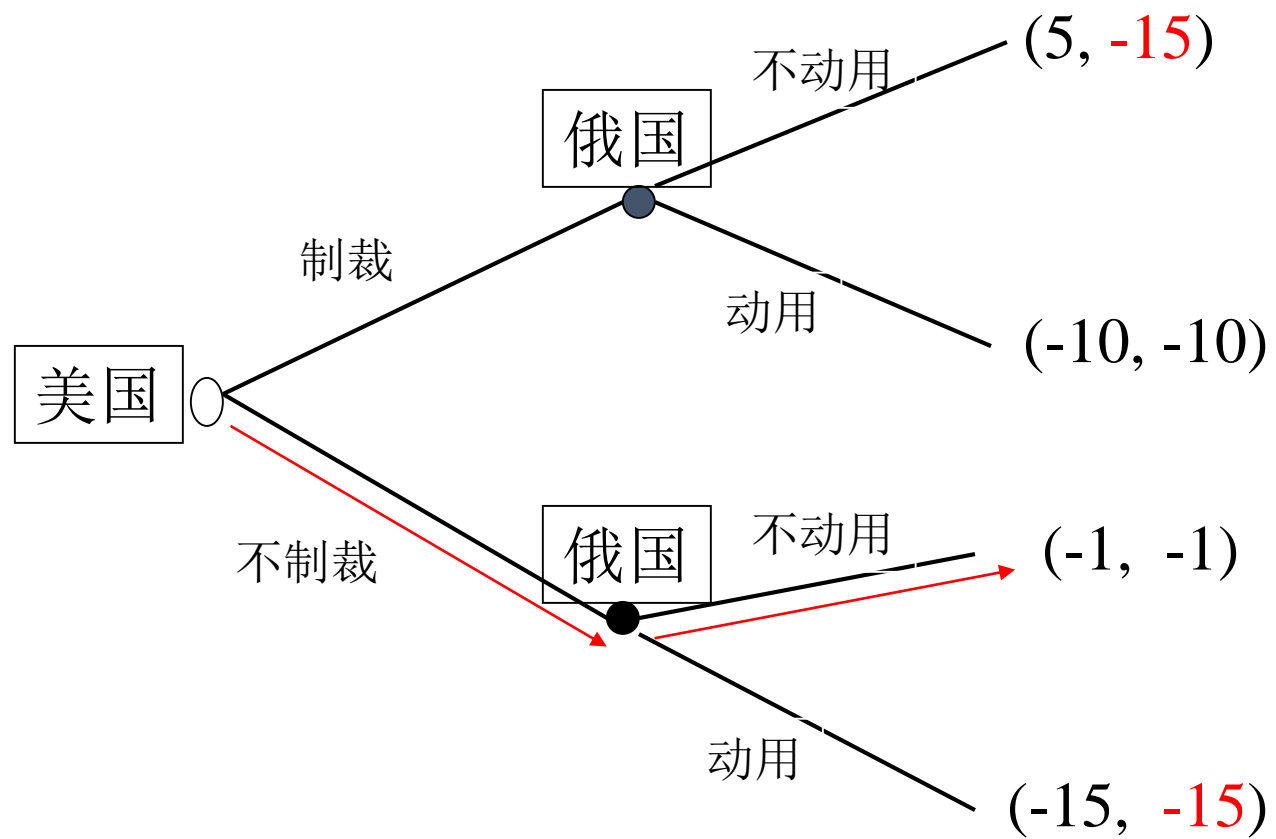 不动用
(5, -15)
俄国
制裁
动用
(-10, -10)
美国
不制裁
俄国
不动用
(-1, -1)
动用
(-15, -15)